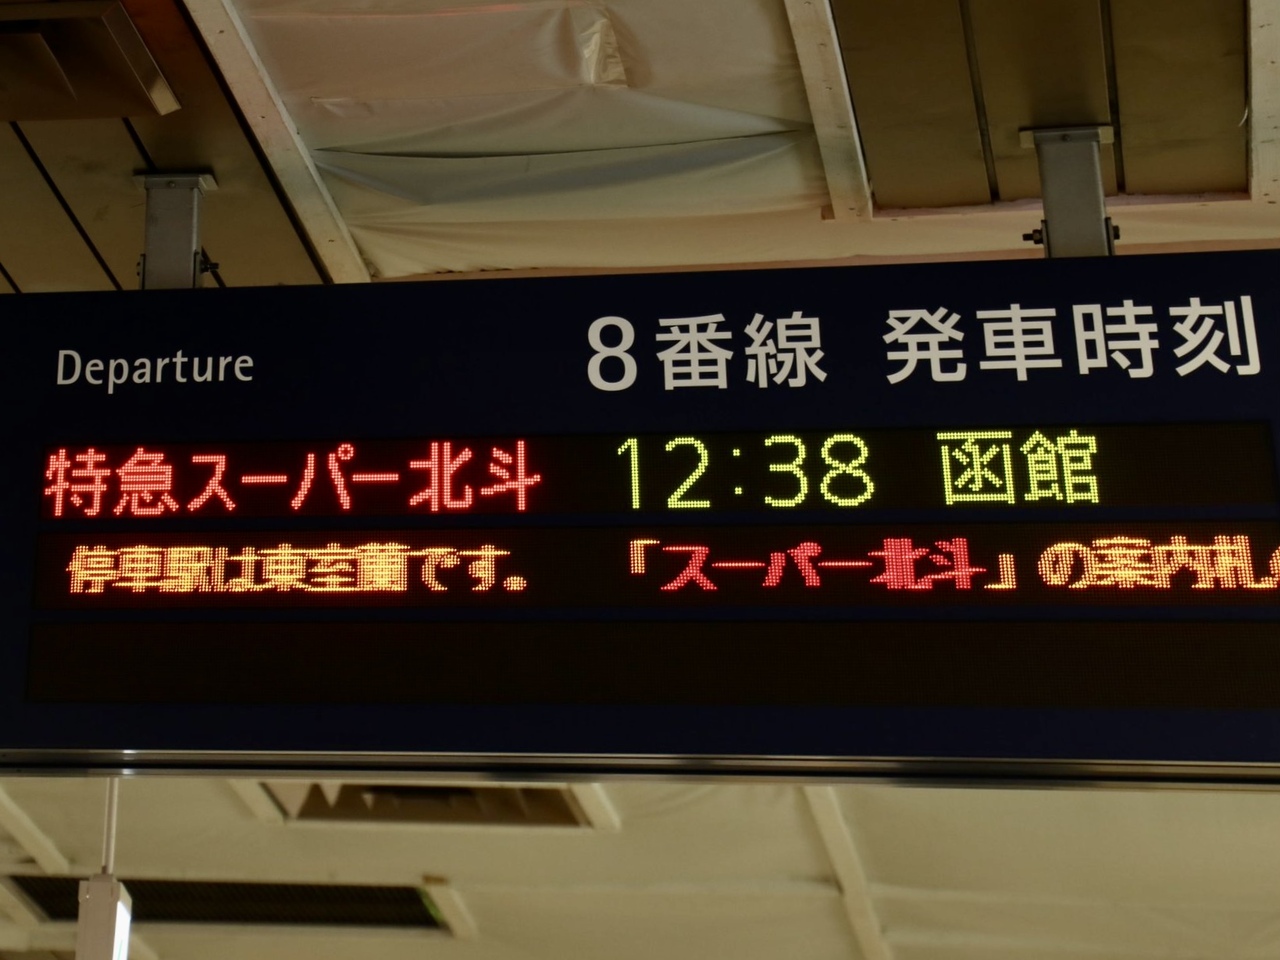 Departure 8番線 発車時刻
特急スーパー北斗 12:38 函館
停車駅は東室蘭です。 「スーパー北斗」の案内札